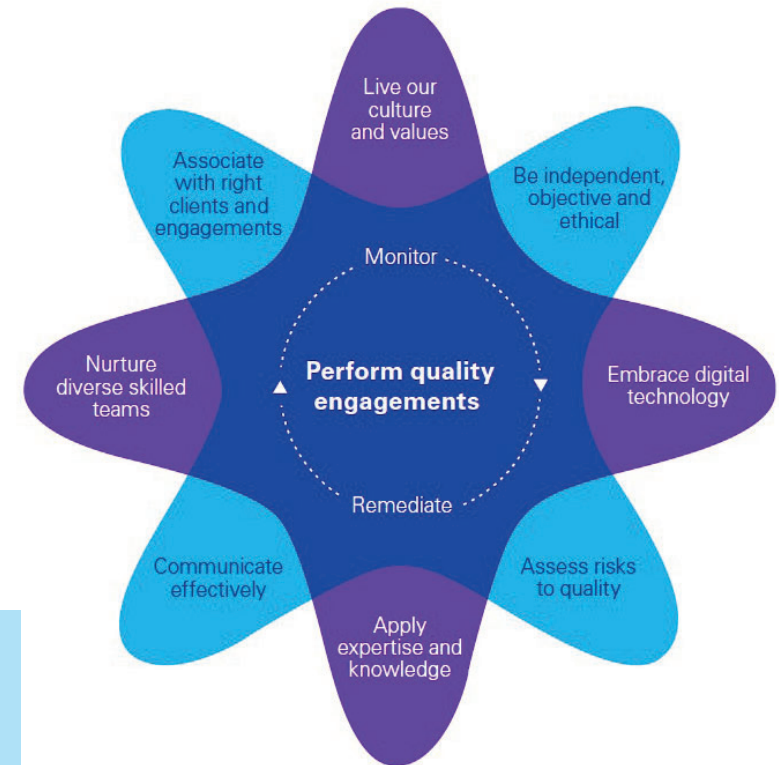 Live our
culture
and values
Be independent,
objective and
ethical
Embrace digital
technology
Assess risks
to quality
Apply
expertise and
knowledge
Communicate
effectively
Nurture
diverse skilled
teams
Associate
with right
clients and
engagements
Monitor
Perform quality
engagements
Remediate